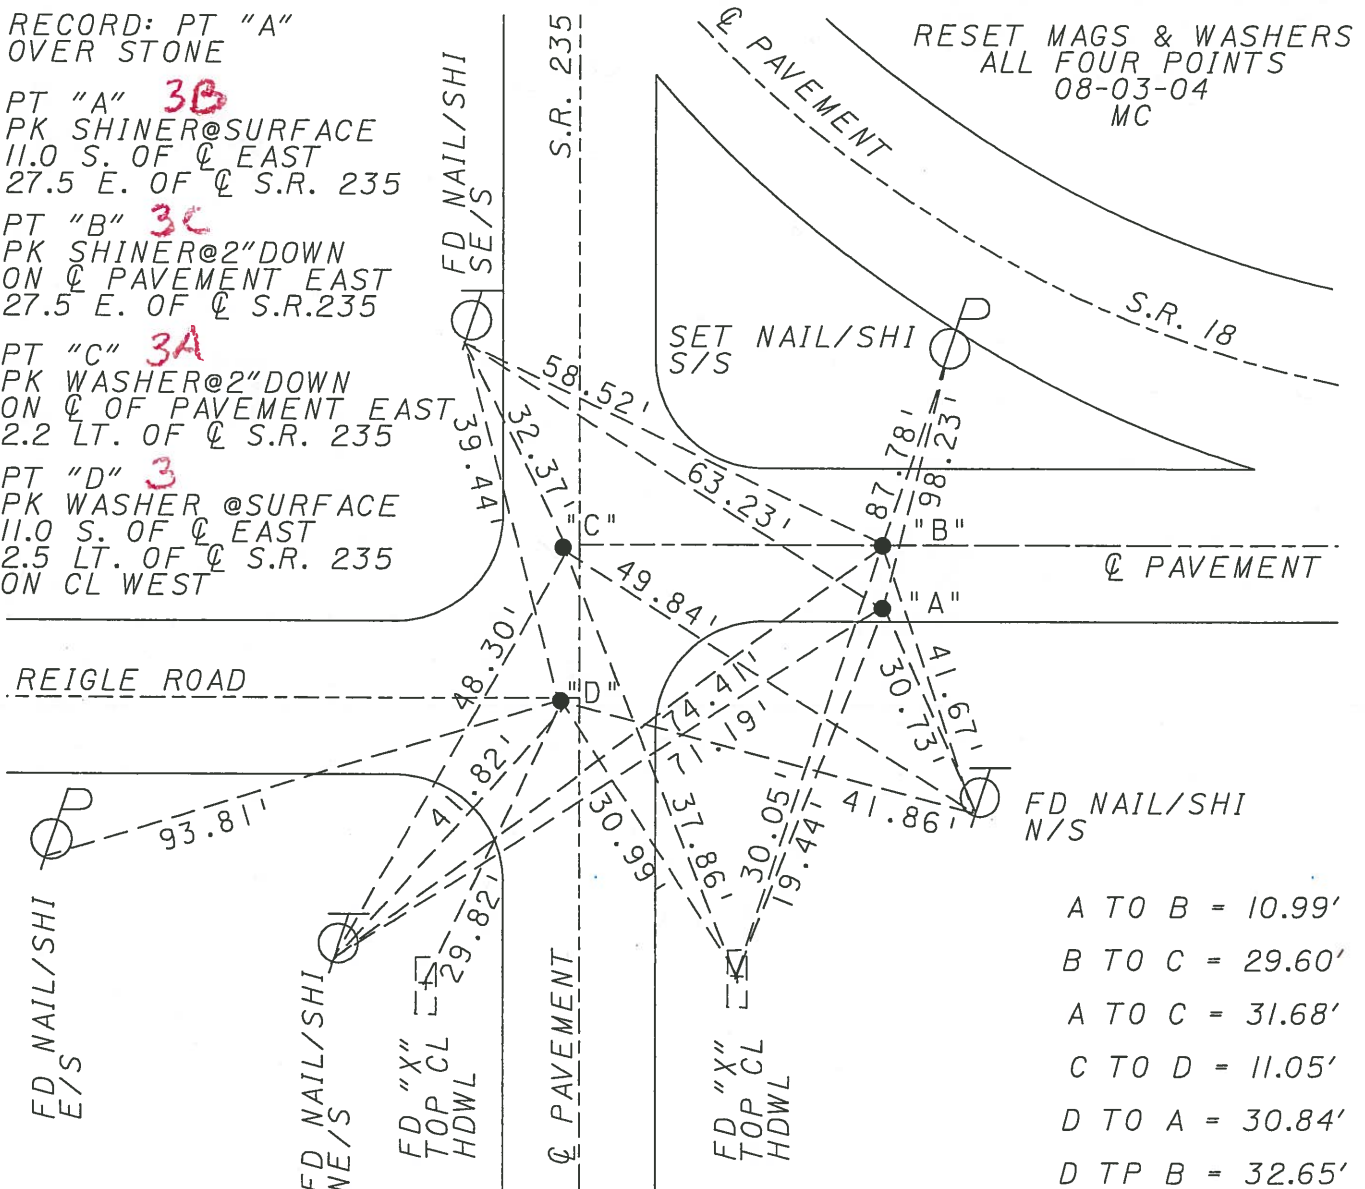 RECORD: PT "A"
OVER STONE
PT "A" 3B
PK SHINER@SURFACE
11.0 S. OF ℄ EAST
27.5 E. OF ℄ S.R. 235
PT "B" 3C
PK SHINER@2"DOWN
ON ℄ PAVEMENT EAST
27.5 E. OF ℄ S.R.235
PT "C" 3A
PK WASHER@2"DOWN
ON ℄ OF PAVEMENT EAST
2.2 LT. OF ℄ S.R. 235
PT "D" 3
PK WASHER @SURFACE
11.0 S. OF ℄ EAST
2.5 LT. OF ℄ S.R. 235
ON CL WEST
FD NAIL/SHI
SE/S
S.R. 235
℄ PAVEMENT
RESET MAGS & WASHERS
ALL FOUR POINTS
08-03-04
MC
S.R. 18
SET NAIL/SHI
S/S
58.52'
39.44'
32.37'
63.23'
87.78'
98.23'
"C"
"B"
℄ PAVEMENT
"A"
49.84'
48.30'
REIGLE ROAD
"D"
74.41'
71.19'
41.67'
30.73'
93.81'
41.82'
29.82'
30.99'
37.86'
30.05'
19.44'
41.86'
FD NAIL/SHI
N/S
FD NAIL/SHI
E/S
FD NAIL/SHI
NE/S
FD "X"
TOP CL
HDWL
℄ PAVEMENT
FD "X"
TOP CL
HDWL
A TO B = 10.99'
B TO C = 29.60'
A TO C = 31.68'
C TO D = 11.05'
D TO A = 30.84'
D TP B = 32.65'